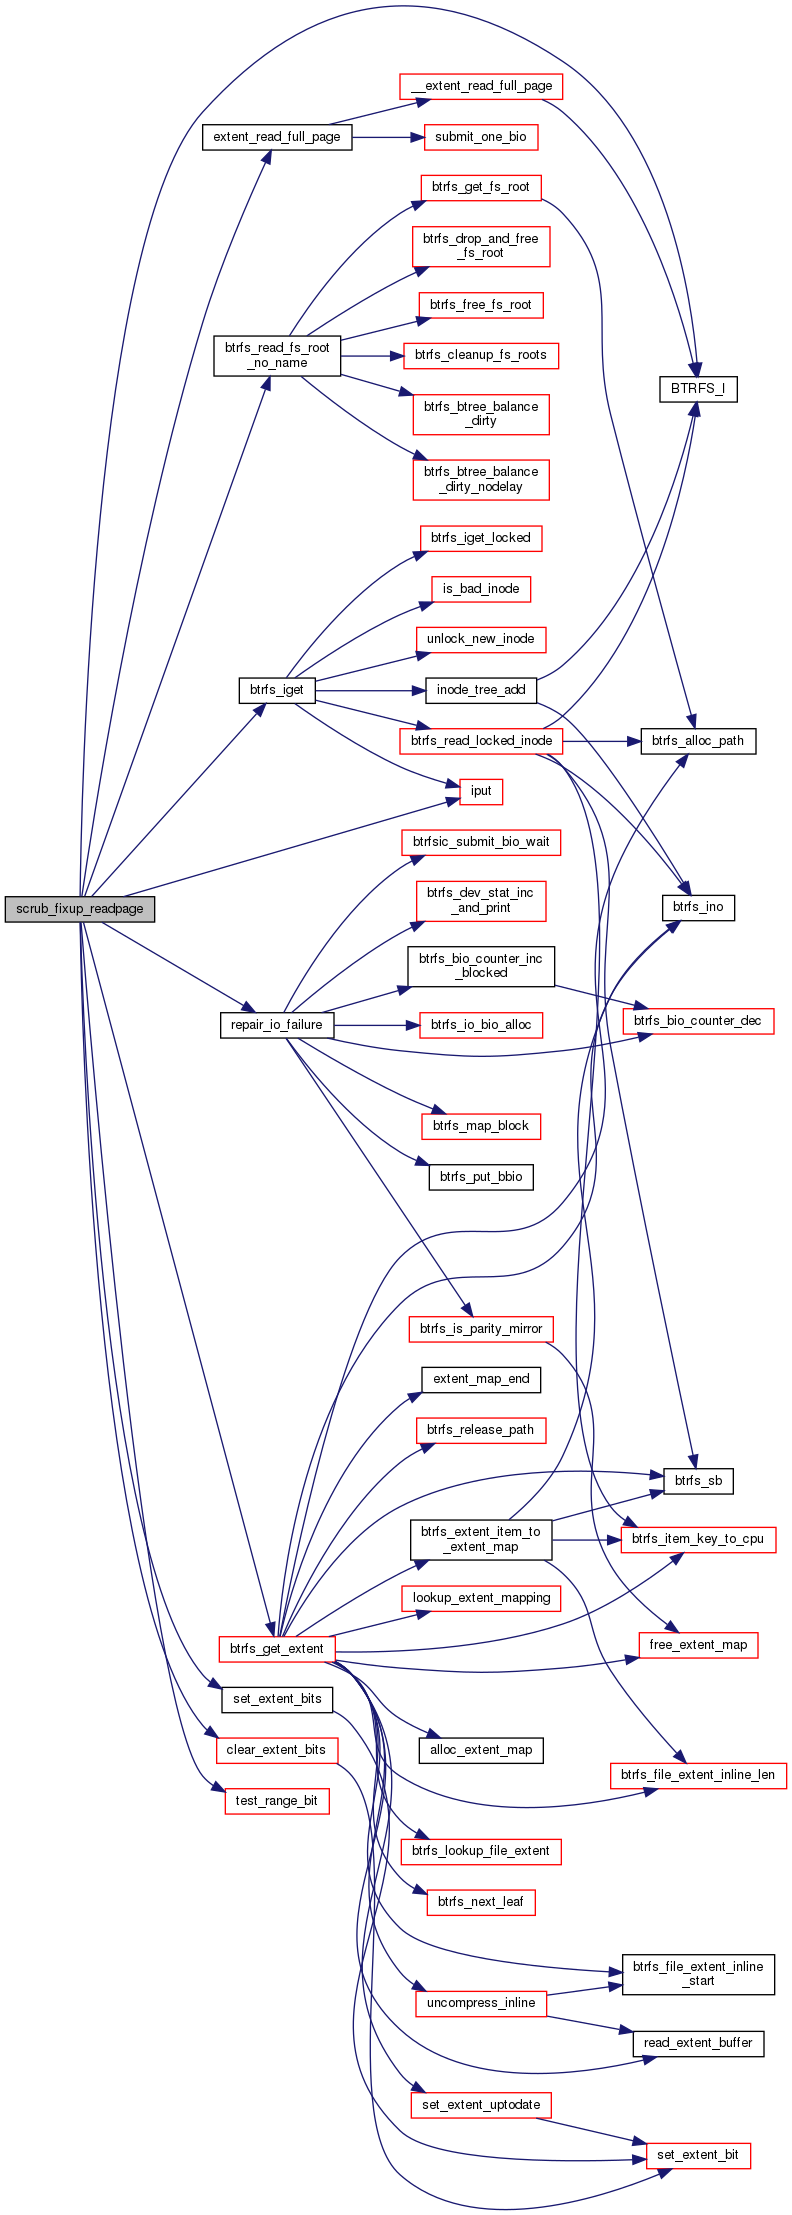 __extent_read_full_page
extent_read_full_page
submit_one_bio
btrfs_get_fs_root
btrfs_drop_and_free
_fs_root
btrfs_free_fs_root
btrfs_read_fs_root
_no_name
btrfs_cleanup_fs_roots
BTRFS_I
btrfs_btree_balance
_dirty
btrfs_btree_balance
_dirty_nodelay
btrfs_iget_locked
is_bad_inode
unlock_new_inode
btrfs_iget
inode_tree_add
btrfs_read_locked_inode
btrfs_alloc_path
iput
btrfsic_submit_bio_wait
btrfs_dev_stat_inc
_and_print
scrub_fixup_readpage
btrfs_ino
btrfs_bio_counter_inc
_blocked
repair_io_failure
btrfs_io_bio_alloc
btrfs_bio_counter_dec
btrfs_map_block
btrfs_put_bbio
btrfs_is_parity_mirror
extent_map_end
btrfs_release_path
btrfs_sb
btrfs_extent_item_to
_extent_map
btrfs_item_key_to_cpu
lookup_extent_mapping
btrfs_get_extent
free_extent_map
set_extent_bits
clear_extent_bits
alloc_extent_map
btrfs_file_extent_inline_len
test_range_bit
btrfs_lookup_file_extent
btrfs_next_leaf
btrfs_file_extent_inline
_start
uncompress_inline
read_extent_buffer
set_extent_uptodate
set_extent_bit